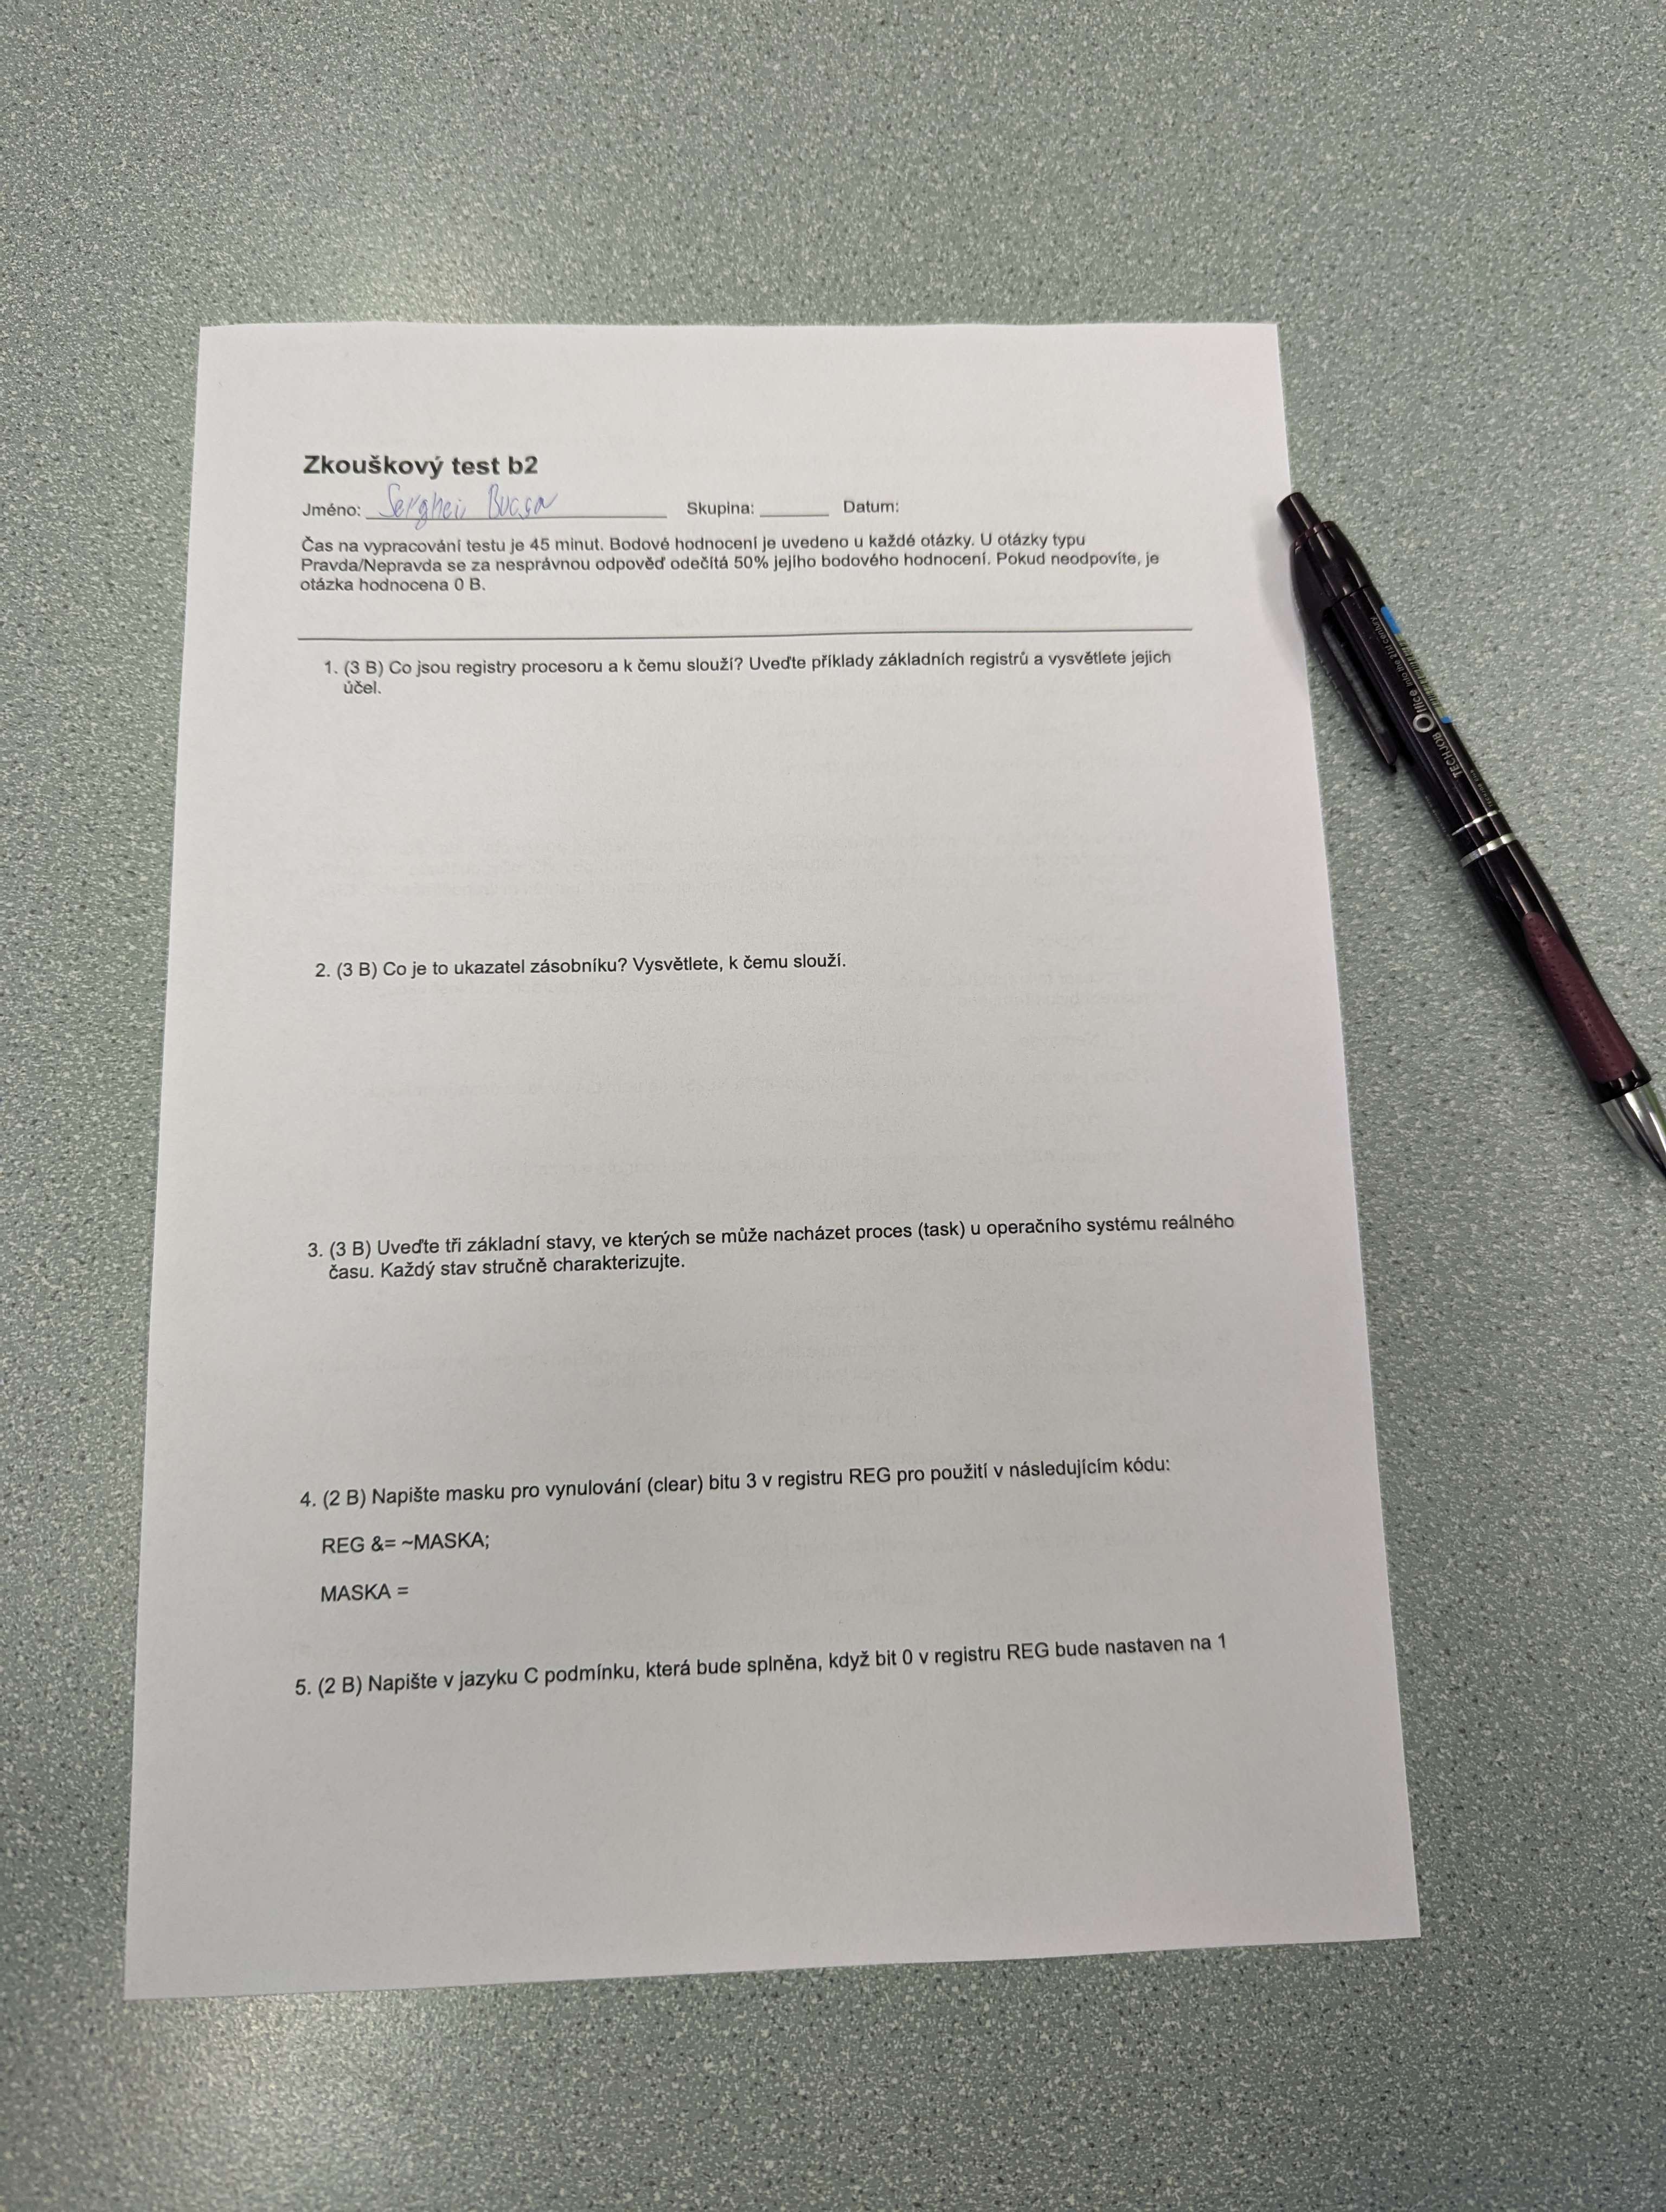 Zkouškový test b2
Jméno: Serghei Bucsa Skupina: ______ Datum:
Čas na vypracování testu je 45 minut. Bodové hodnocení je uvedeno u každé otázky. U otázky typu
Pravda/Nepravda se za nesprávnou odpověď odečítá 50% jejího bodového hodnocení. Pokud neodpovíte, je
otázka hodnocena 0 B.
1. (3 B) Co jsou registry procesoru a k čemu slouží? Uveďte příklady základních registrů a vysvětlete jejich
účel.
2. (3 B) Co je to ukazatel zásobníku? Vysvětlete, k čemu slouží.
3. (3 B) Uveďte tři základní stavy, ve kterých se může nacházet proces (task) u operačního systému reálného
času. Každý stav stručně charakterizujte.
4. (2 B) Napište masku pro vynulování (clear) bitu 3 v registru REG pro použití v následujícím kódu:
REG &= ~MASKA;
MASKA =
5. (2 B) Napište v jazyku C podmínku, která bude splněna, když bit 0 v registru REG bude nastaven na 1
TECHJOB Office
into the 21st century